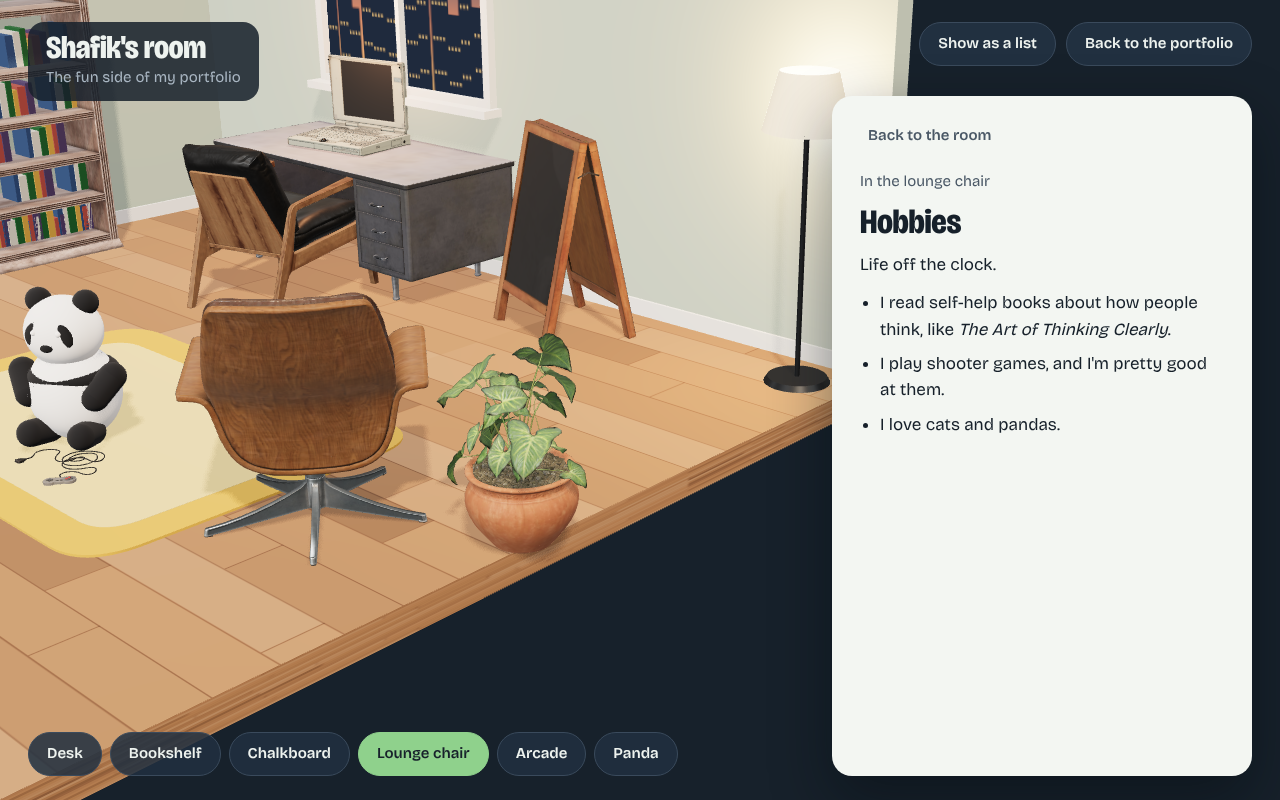 Shafik's room
The fun side of my portfolio
Show as a list
Back to the portfolio
Back to the room
In the lounge chair
Hobbies
Life off the clock.
• I read self-help books about how people
think, like The Art of Thinking Clearly.
• I play shooter games, and I'm pretty good
at them.
• I love cats and pandas.
Desk
Bookshelf
Chalkboard
Lounge chair
Arcade
Panda